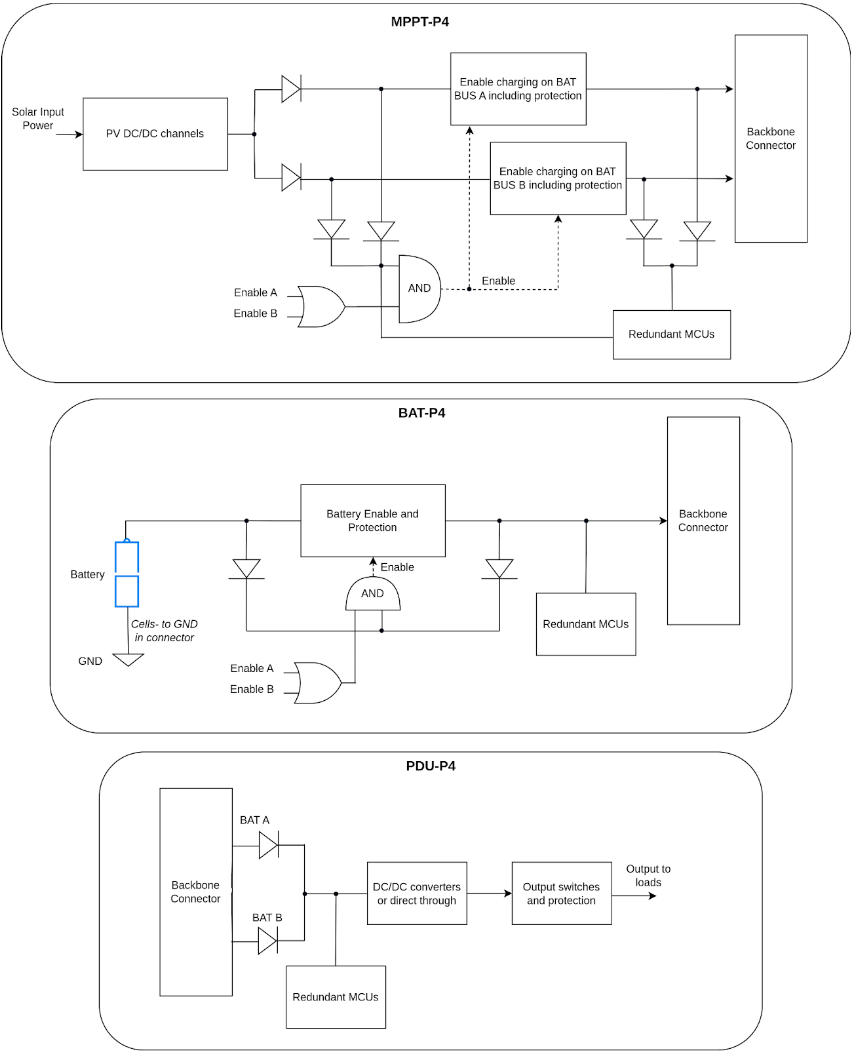 MPPT-P4
Solar Input
Power
PV DC/DC channels
Enable charging on BAT
BUS A including protection
Enable charging on BAT
BUS B including protection
Backbone
Connector
Enable A
Enable B
AND
Enable
Redundant MCUs
BAT-P4
Battery
Cells- to GND
in connector
GND
Battery Enable and
Protection
Enable
AND
Enable A
Enable B
Redundant MCUs
Backbone
Connector
PDU-P4
Backbone
Connector
BAT A
BAT B
Redundant MCUs
DC/DC converters
or direct through
Output switches
and protection
Output to
loads